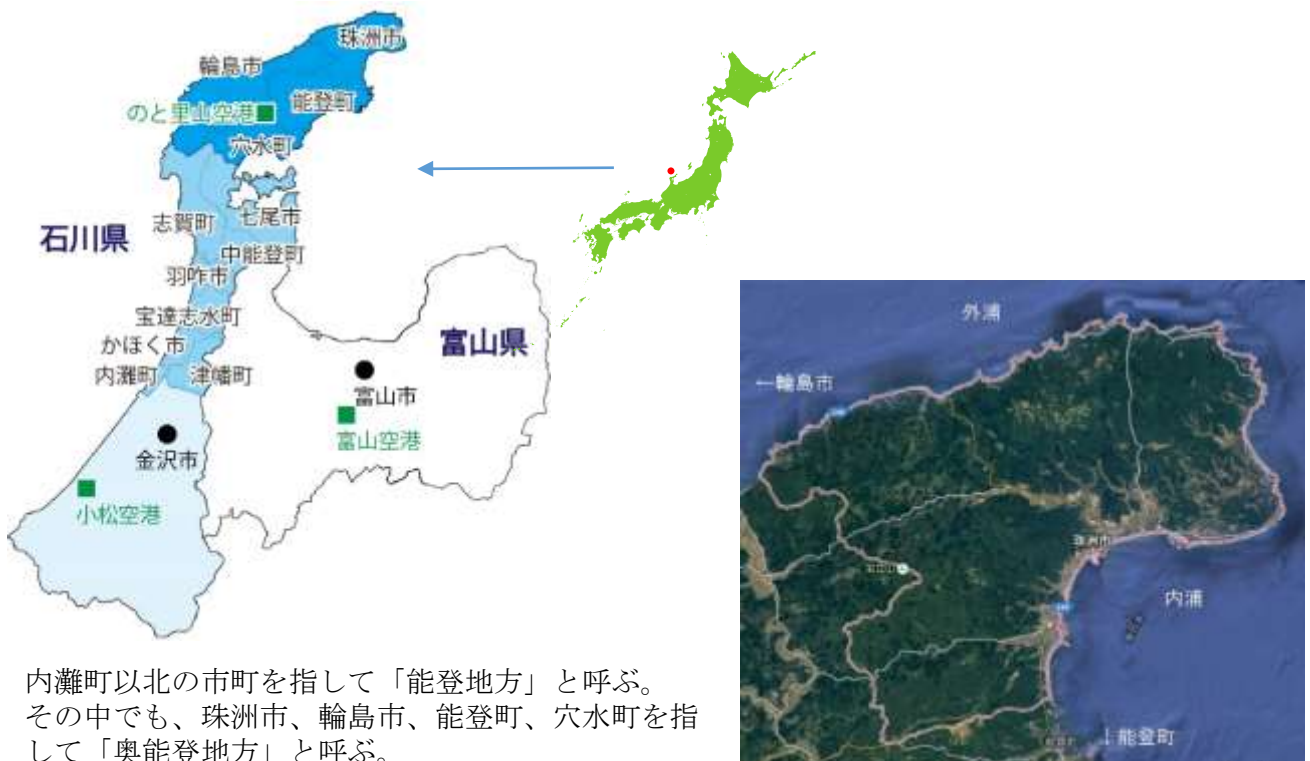 珠洲市
輪島市
能登町
のと里山空港
穴水町
志賀町
七尾市
石川県
中能登町
羽咋市
宝達志水町
かほく市
富山県
内灘町
津幡町
富山市
富山空港
金沢市
小松空港
外浦
←輪島市
珠洲市
内浦
↓能登町
内灘町以北の市町を指して「能登地方」と呼ぶ。
その中でも、珠洲市、輪島市、能登町、穴水町を指
して「奥能登地方」と呼ぶ。